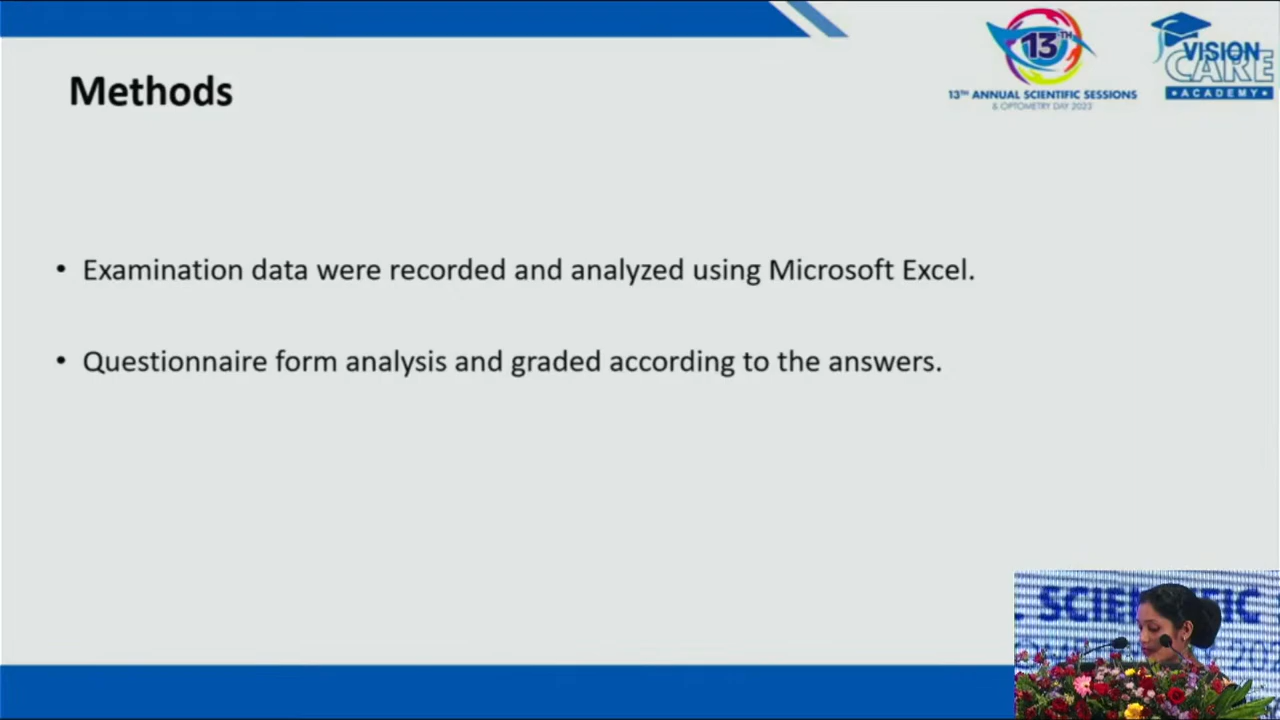 Methods
13TH
13TH ANNUAL SCIENTIFIC SESSIONS
& OPTOMETRY DAY 2023
VISION
CARE
ACADEMY
• Examination data were recorded and analyzed using Microsoft Excel.
• Questionnaire form analysis and graded according to the answers.